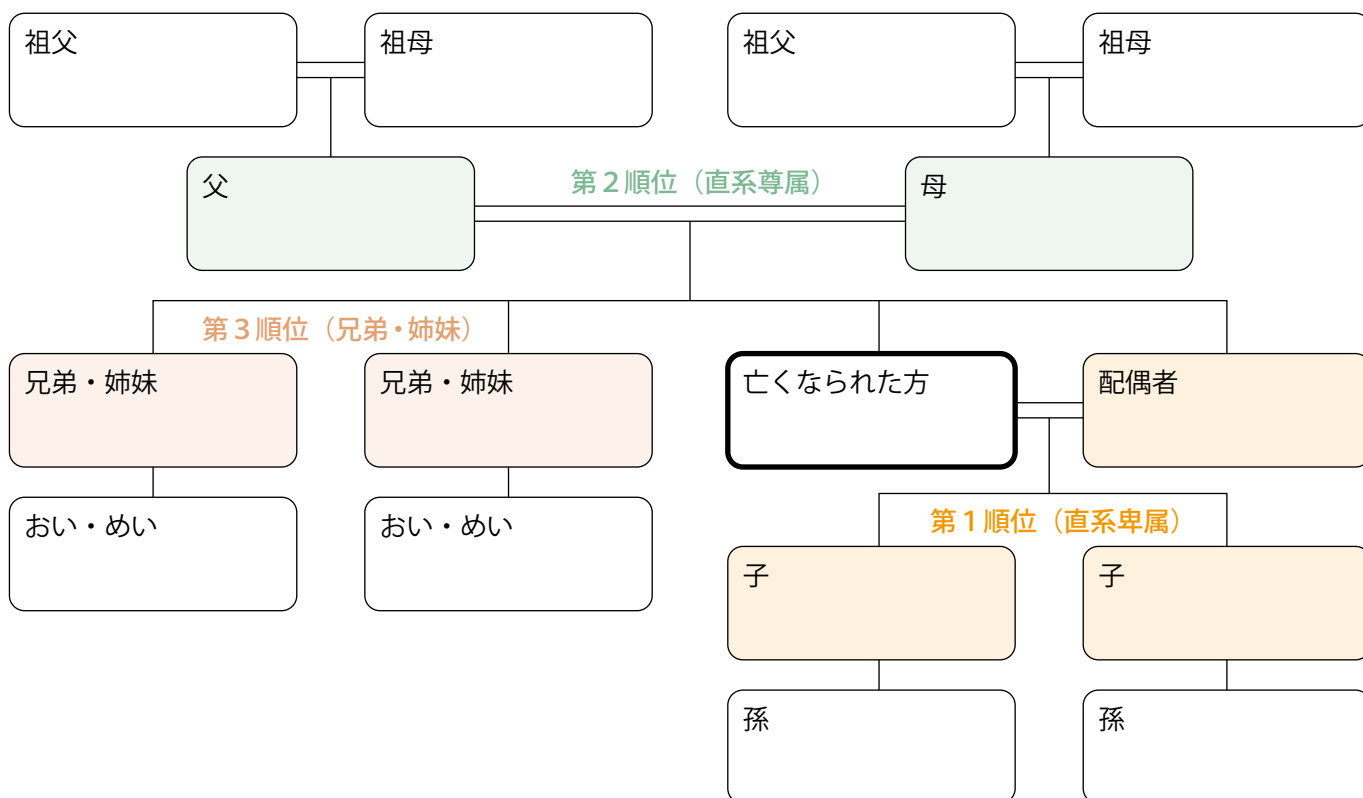 祖父
祖母
祖父
祖母
父
第２順位（直系尊属）
母
第３順位（兄弟・姉妹）
兄弟・姉妹
兄弟・姉妹
亡くなられた方
配偶者
おい・めい
おい・めい
第１順位（直系卑属）
子
子
孫
孫